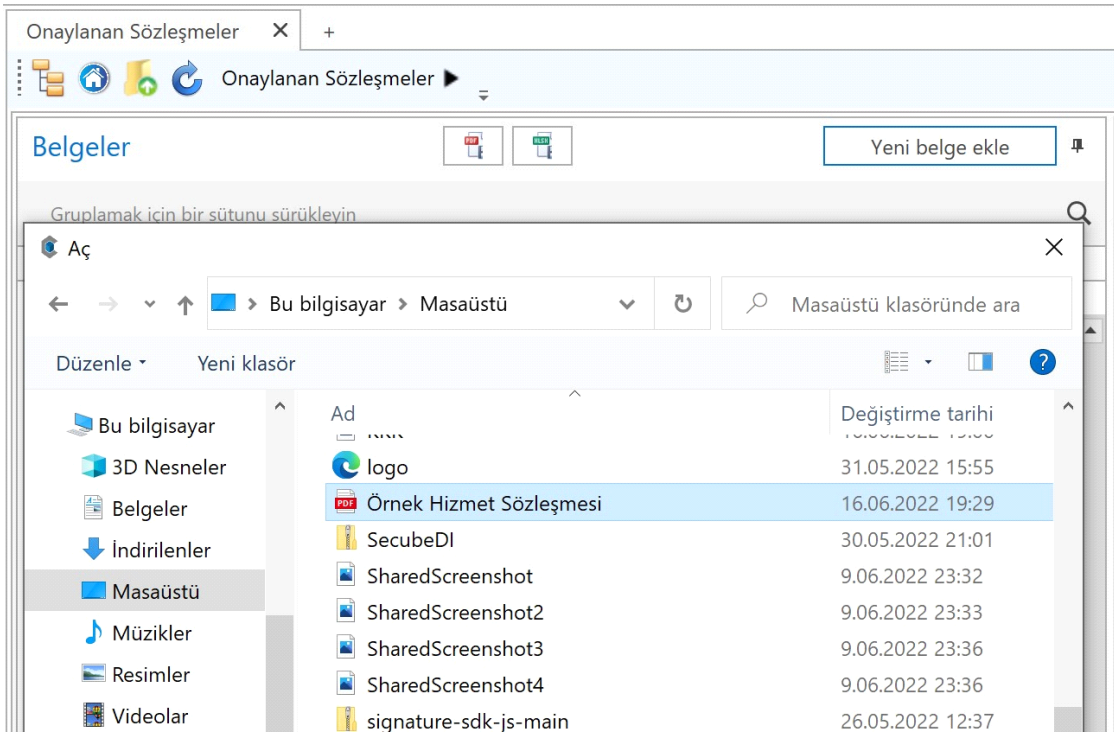 Onaylanan Sözleşmeler
Onaylanan Sözleşmeler
Belgeler
PDF
XLSX
Yeni belge ekle
Gruplamak için bir sütunu sürükleyin
Aç
Bu bilgisayar > Masaüstü
Masaüstü klasöründe ara
Düzenle
Yeni klasör
?
Ad
Değiştirme tarihi
Bu bilgisayar
3D Nesneler
Belgeler
İndirilenler
Masaüstü
Müzikler
Resimler
Videolar
logo 31.05.2022 15:55
PDF Örnek Hizmet Sözleşmesi 16.06.2022 19:29
SecubeDI 30.05.2022 21:01
SharedScreenshot 9.06.2022 23:32
SharedScreenshot2 9.06.2022 23:33
SharedScreenshot3 9.06.2022 23:36
SharedScreenshot4 9.06.2022 23:36
signature-sdk-js-main 26.05.2022 12:37